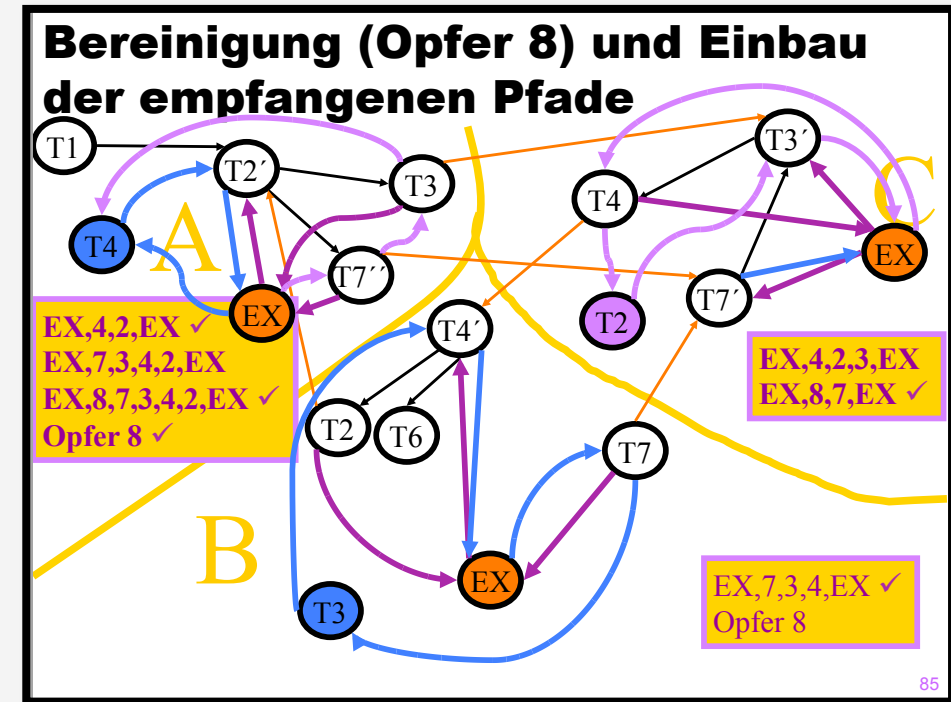 Bereinigung (Opfer 8) und Einbau
der empfangenen Pfade
T1
T2´
T3
T3´
T4
C
T4
A
T7´´
EX
EX
T7´
T2
T4´
EX,4,2,EX ✓
EX,7,3,4,2,EX
EX,8,7,3,4,2,EX ✓
Opfer 8 ✓
EX,4,2,3,EX
EX,8,7,EX ✓
T2
T6
T7
B
EX
T3
EX,7,3,4,EX ✓
Opfer 8
85